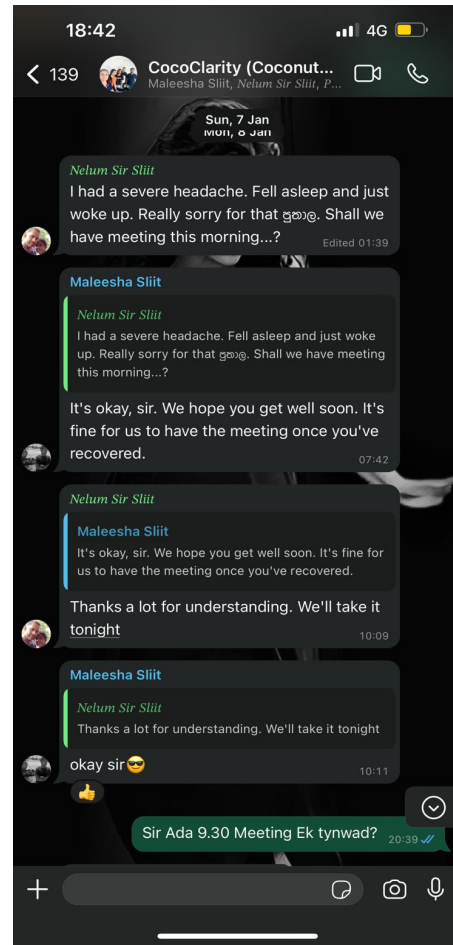 18:42
4G
139
CocoClarity (Coconut...
Maleesha Sliit, Nelum Sir Sliit, P...
Sun, 7 Jan
Mon, 8 Jan
Nelum Sir Sliit
I had a severe headache. Fell asleep and just
woke up. Really sorry for that පුතාල. Shall we
have meeting this morning...?
Edited 01:39
Maleesha Sliit
Nelum Sir Sliit
I had a severe headache. Fell asleep and just woke
up. Really sorry for that පුතාල. Shall we have meeting
this morning...?
It's okay, sir. We hope you get well soon. It's
fine for us to have the meeting once you've
recovered.
07:42
Nelum Sir Sliit
Maleesha Sliit
It's okay, sir. We hope you get well soon. It's fine for
us to have the meeting once you've recovered.
Thanks a lot for understanding. We'll take it
tonight
10:09
Maleesha Sliit
Nelum Sir Sliit
Thanks a lot for understanding. We'll take it tonight
okay sir😎
10:11
👍
Sir Ada 9.30 Meeting Ek tynwad?
20:39